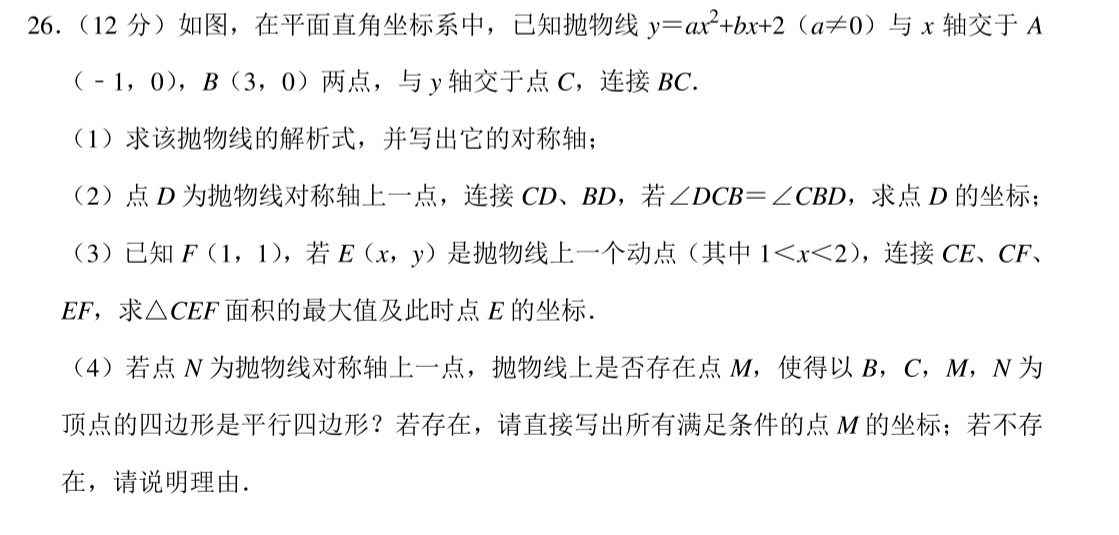 26.（12 分）如图，在平面直角坐标系中，已知抛物线 y＝ax²+bx+2（a≠0）与 x 轴交于 A
（﹣1，0），B（3，0）两点，与 y 轴交于点 C，连接 BC．
（1）求该抛物线的解析式，并写出它的对称轴；
（2）点 D 为抛物线对称轴上一点，连接 CD、BD，若∠DCB＝∠CBD，求点 D 的坐标；
（3）已知 F（1，1），若 E（x，y）是抛物线上一个动点（其中 1＜x＜2），连接 CE、CF、
EF，求△CEF 面积的最大值及此时点 E 的坐标．
（4）若点 N 为抛物线对称轴上一点，抛物线上是否存在点 M，使得以 B，C，M，N 为
顶点的四边形是平行四边形？若存在，请直接写出所有满足条件的点 M 的坐标；若不存
在，请说明理由．